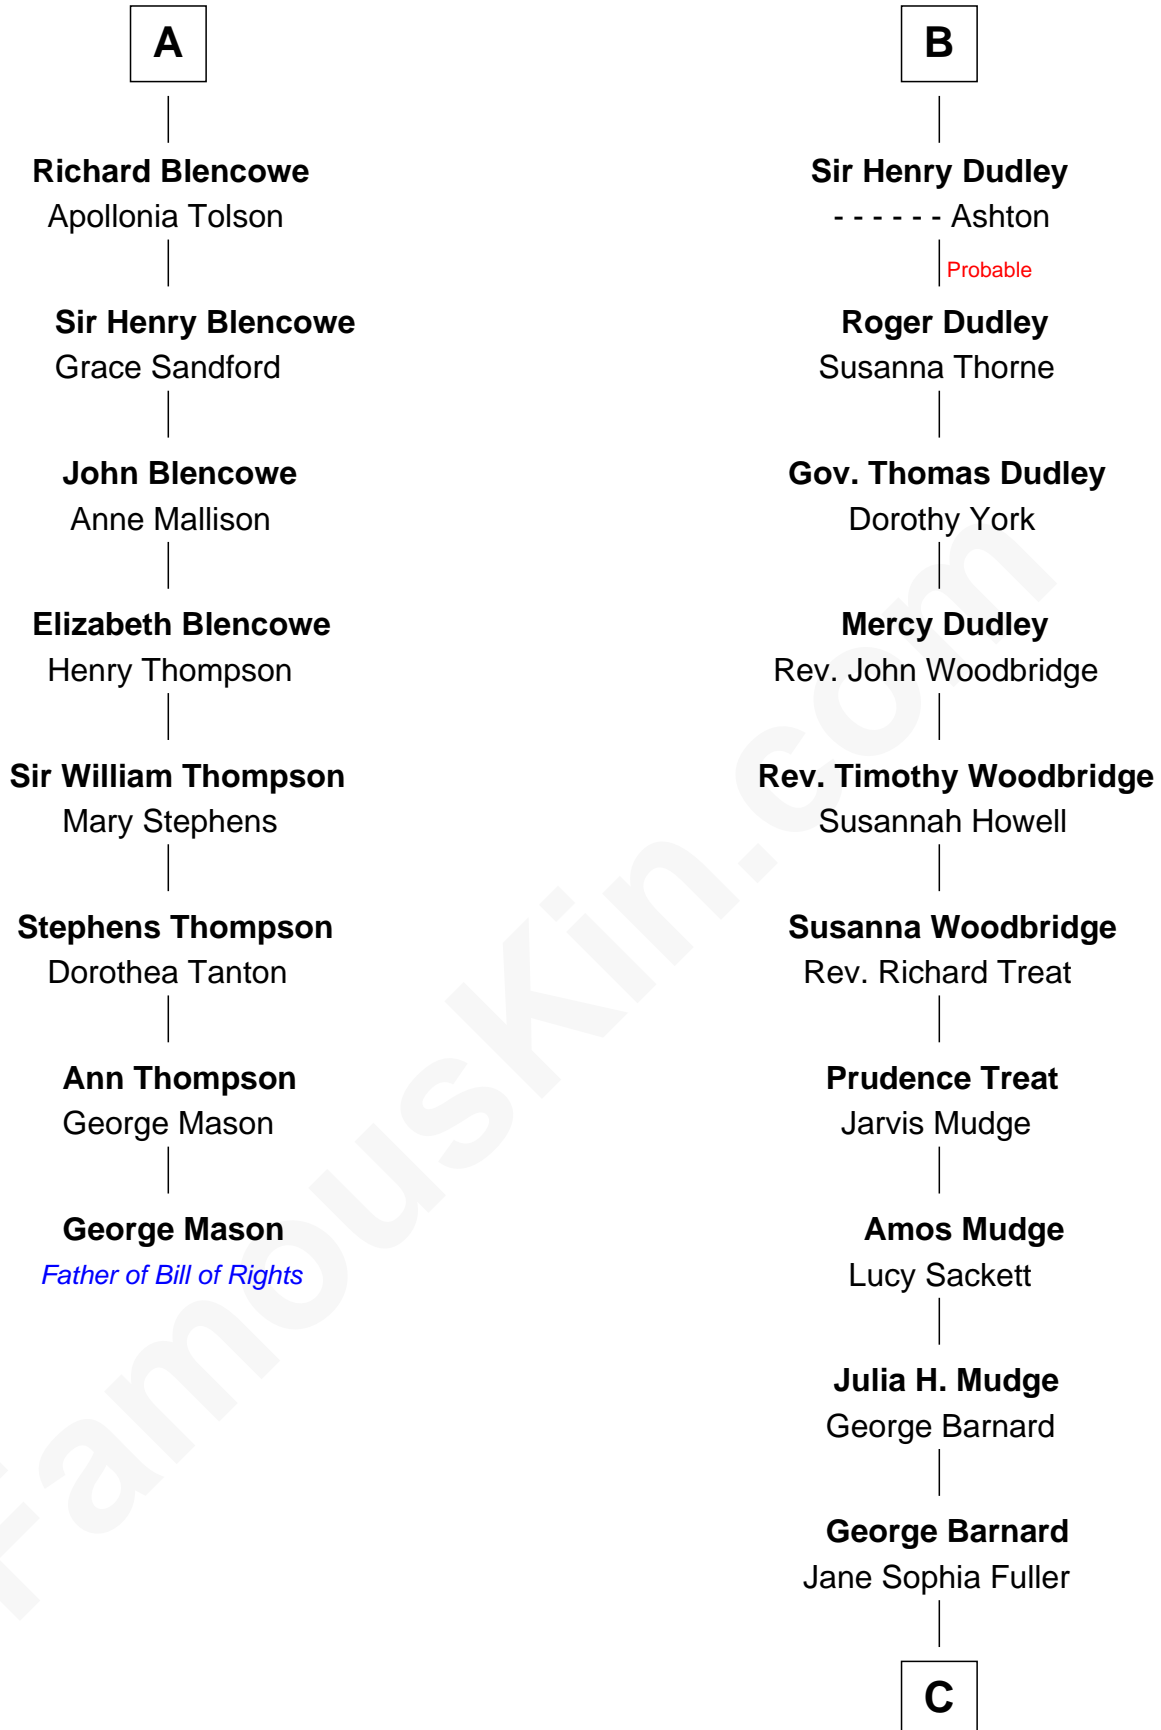 A
Richard Blencowe
Apollonia Tolson
Sir Henry Blencowe
Grace Sandford
John Blencowe
Anne Mallison
Elizabeth Blencowe
Henry Thompson
Sir William Thompson
Mary Stephens
Stephens Thompson
Dorothea Tanton
Ann Thompson
George Mason
George Mason
Father of Bill of Rights
B
Sir Henry Dudley
- - - - - - Ashton
Probable
Roger Dudley
Susanna Thorne
Gov. Thomas Dudley
Dorothy York
Mercy Dudley
Rev. John Woodbridge
Rev. Timothy Woodbridge
Susannah Howell
Susanna Woodbridge
Rev. Richard Treat
Prudence Treat
Jarvis Mudge
Amos Mudge
Lucy Sackett
Julia H. Mudge
George Barnard
George Barnard
Jane Sophia Fuller
C
FamousKin.com